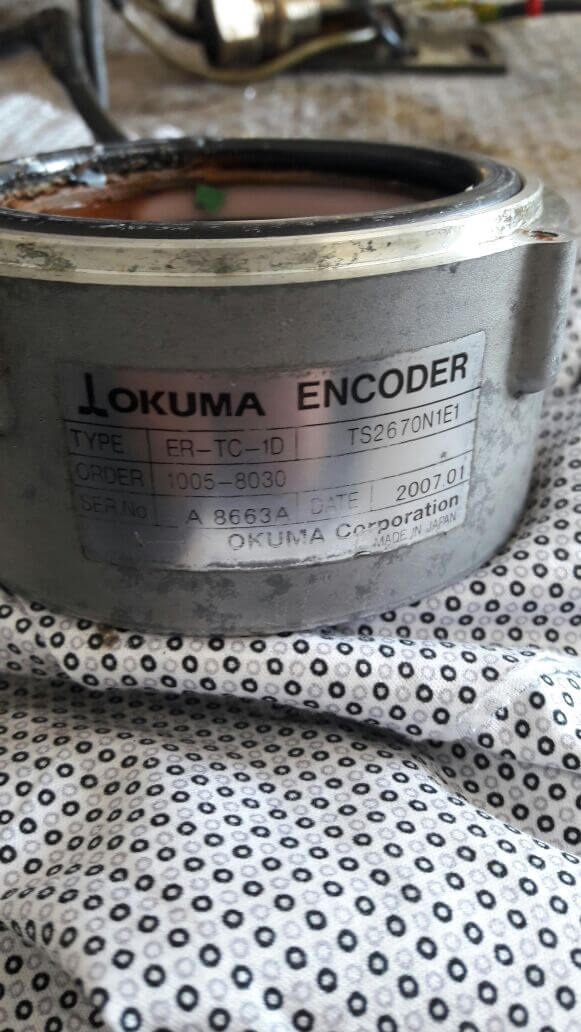 OKUMA ENCODER
TYPE ER-TC-1D TS2670N1E1
ORDER 1005-8030
SER.No A 8663A DATE 2007.01
OKUMA Corporation
MADE IN JAPAN